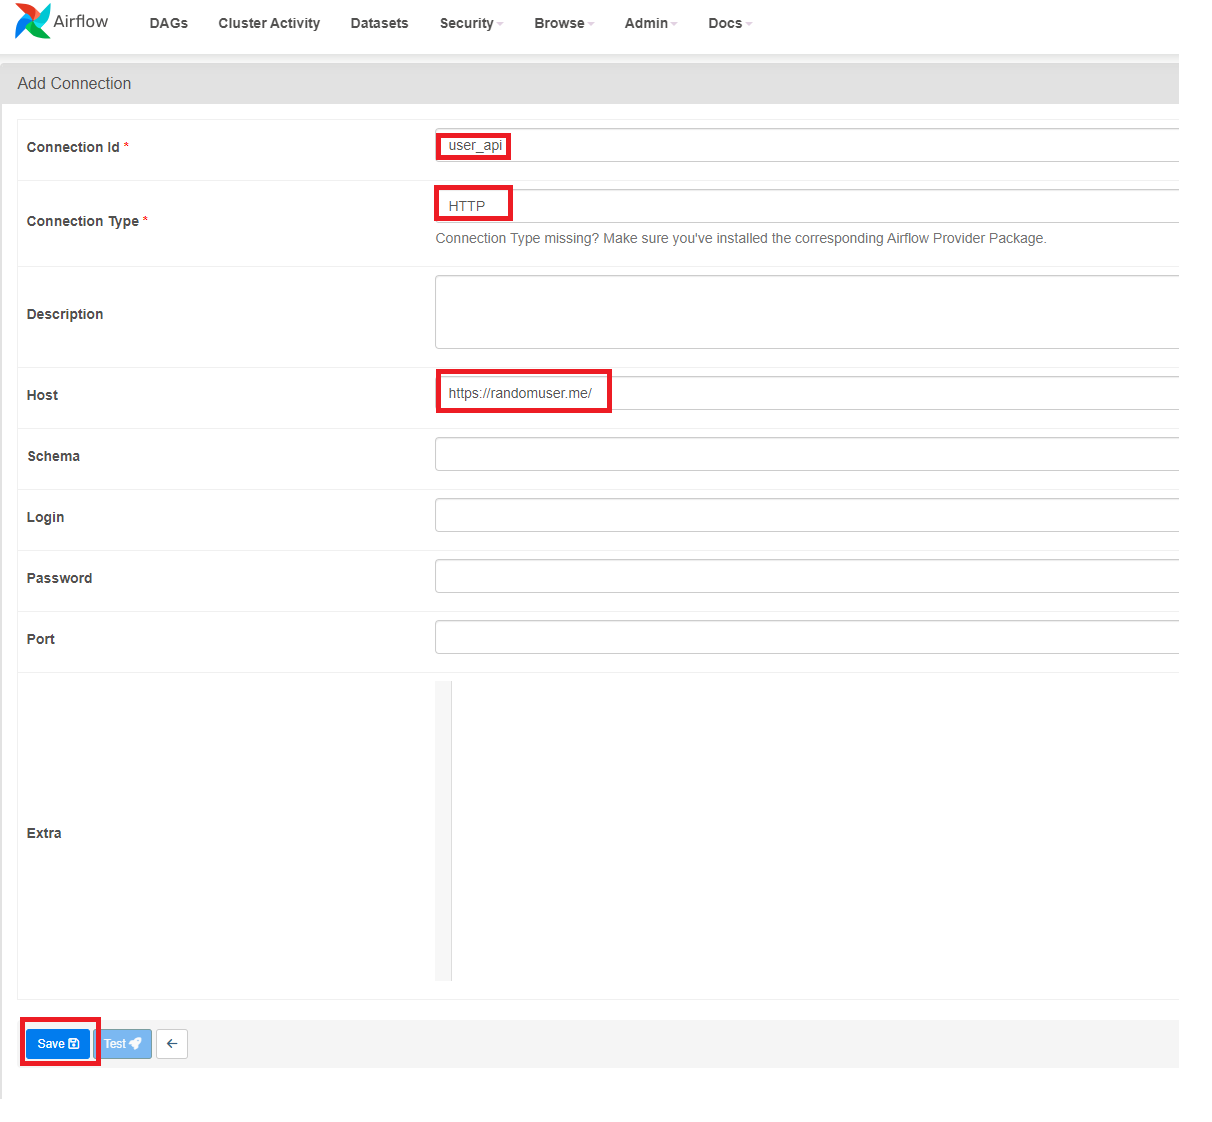 Airflow DAGs Cluster Activity Datasets Security Browse Admin Docs
Add Connection
Connection Id * user_api
Connection Type * HTTP
Connection Type missing? Make sure you've installed the corresponding Airflow Provider Package.
Description
Host https://randomuser.me/
Schema
Login
Password
Port
Extra
Save Test